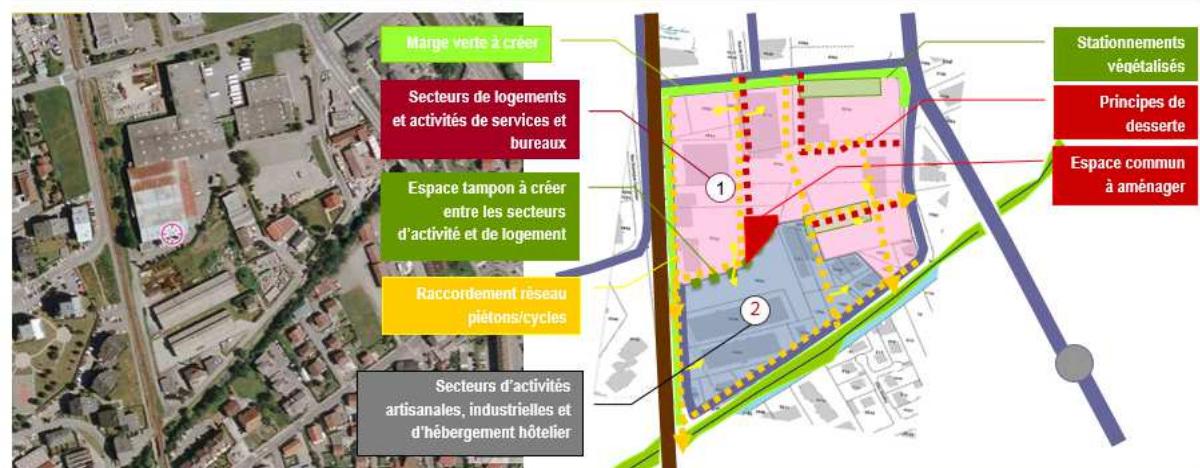 Marge verte à créer
Secteurs de logements
et activités de services et
bureaux
Espace tampon à créer
entre les secteurs
d'activité et de logement
Raccordement réseau
piétons/cycles
Secteurs d'activités
artisanales, industrielles et
d'hébergement hôtelier
1
2
Stationnements
végétalisés
Principes de
desserte
Espace commun
à aménager